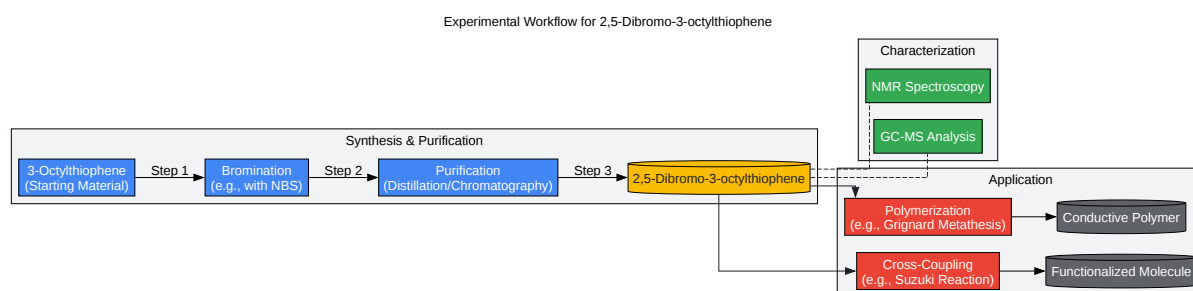 Experimental Workflow for 2,5-Dibromo-3-octylthiophene
Characterization
NMR Spectroscopy
GC-MS Analysis
Synthesis & Purification
3-Octylthiophene
(Starting Material)
Step 1
Bromination
(e.g., with NBS)
Step 2
Purification
(Distillation/Chromatography)
Step 3
2,5-Dibromo-3-octylthiophene
Application
Polymerization
(e.g., Grignard Metathesis)
Conductive Polymer
Cross-Coupling
(e.g., Suzuki Reaction)
Functionalized Molecule